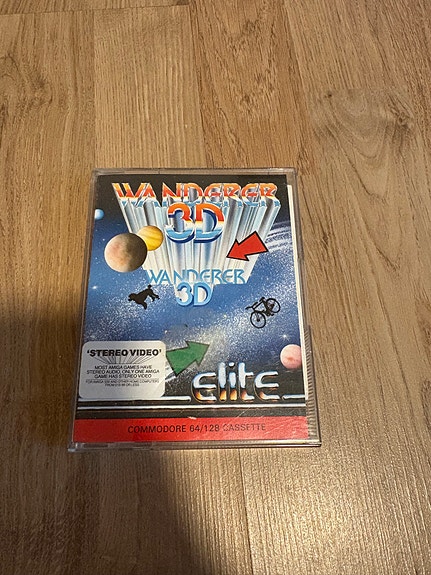 WANDERER
3D
WANDERER
3D
'STEREO VIDEO'
MOST AMIGA GAMES HAVE
STEREO AUDIO, ONLY ONE AMIGA
GAME HAS STEREO VIDEO
elite
COMMODORE 64/128 CASSETTE